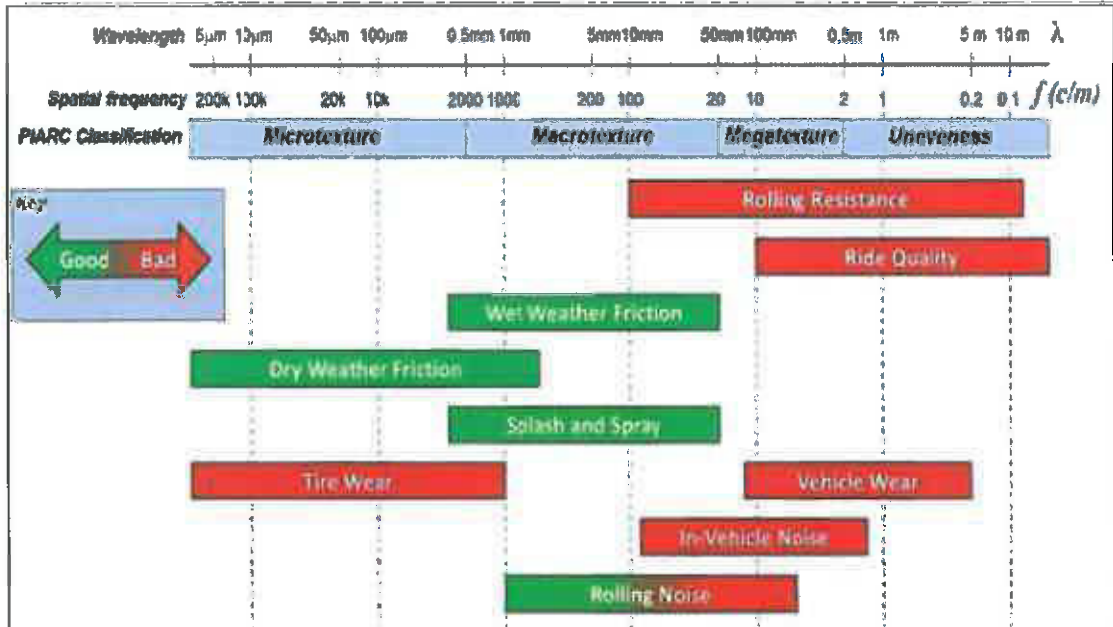 Wavelength 5μm 10μm 50μm 100μm 0.5mm 1mm 5mm 10mm 50mm 100mm 0.5m 1m 5 m 10 m λ
Spatial frequency 200k 100k 20k 10k 2000 1000 200 100 20 10 2 1 0.2 0.1 f (c/m)
PIARC Classification Microtexture Macrotexture Megatexture Uneveness
Rolling Resistance
Key
Good Bad
Ride Quality
Wet Weather Friction
Dry Weather Friction
Splash and Spray
Tire Wear Vehicle Wear
In-Vehicle Noise
Rolling Noise